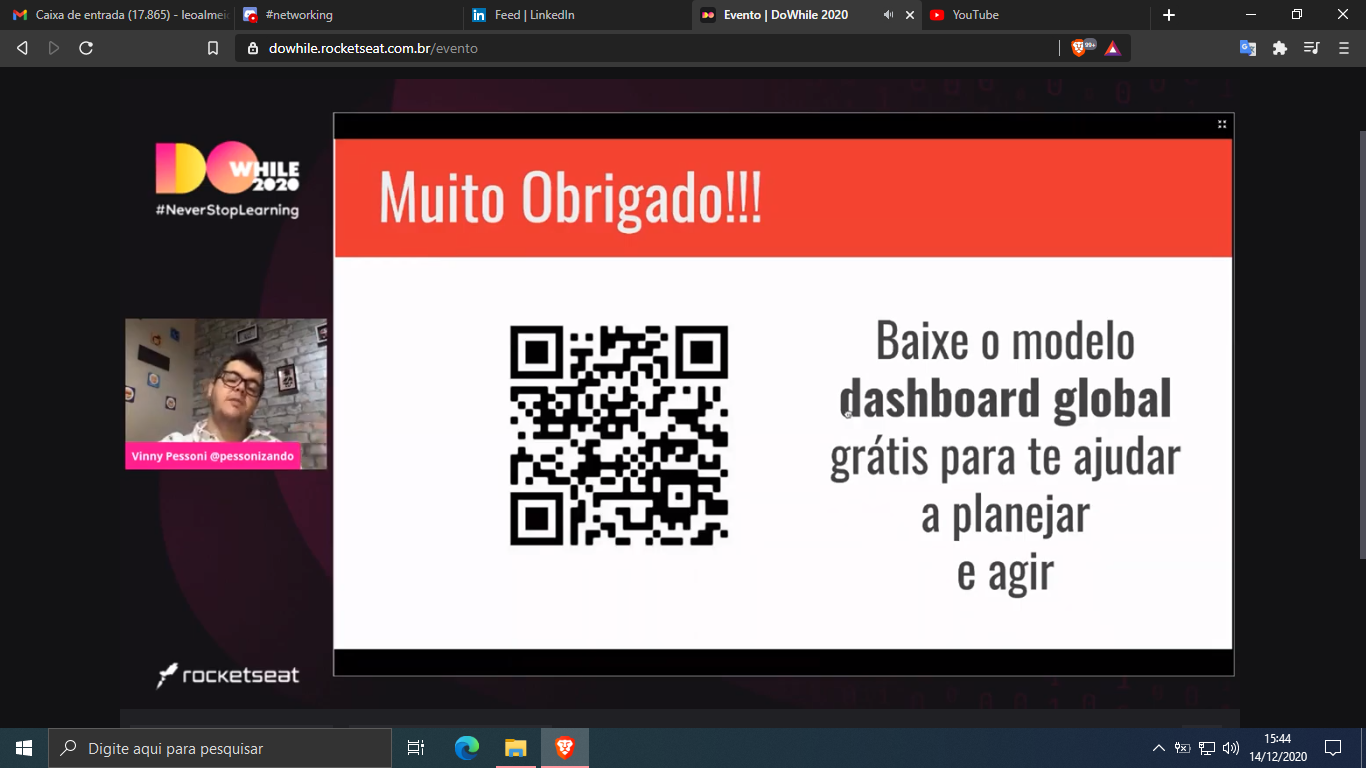 Caixa de entrada (17.865) - leoalmei
#networking
Feed | LinkedIn
Evento | DoWhile 2020
YouTube
dowhile.rocketseat.com.br/evento
99+
DO WHILE
2020
#NeverStopLearning
Muito Obrigado!!!
Baixe o modelo
dashboard global
grátis para te ajudar
a planejar
e agir
Vinny Pessoni @pessonizando
rocketseat
Digite aqui para pesquisar
15:44
14/12/2020